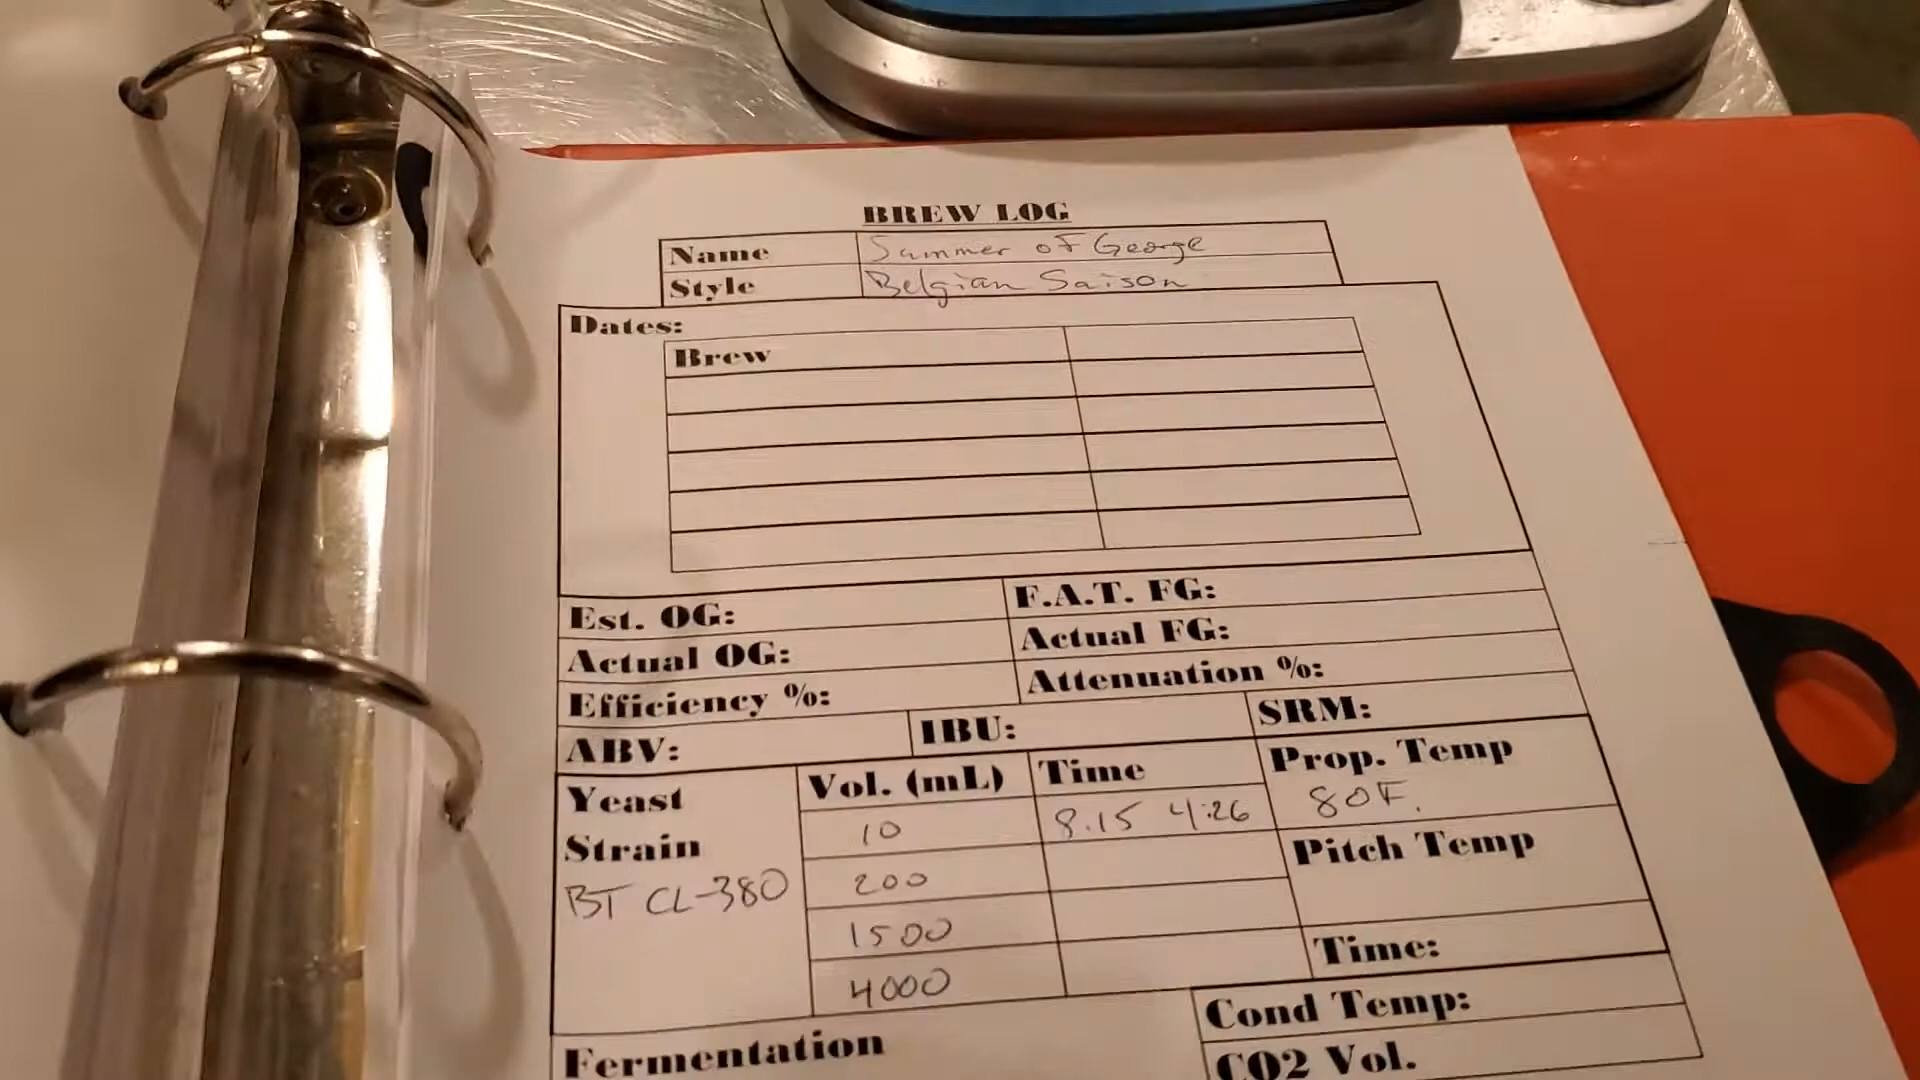 BREW LOG
Name Summer of George
Style Belgian Saison
Dates:
Brew
Est. OG: F.A.T. FG:
Actual OG: Actual FG:
Efficiency %: Attenuation %:
ABV: IBU: SRM:
Yeast Strain Vol. (mL) Time Prop. Temp
BT CL-380 10 8.15 4:26 80F.
200 Pitch Temp
1500 Time:
4000
Cond Temp:
Fermentation CO2 Vol.